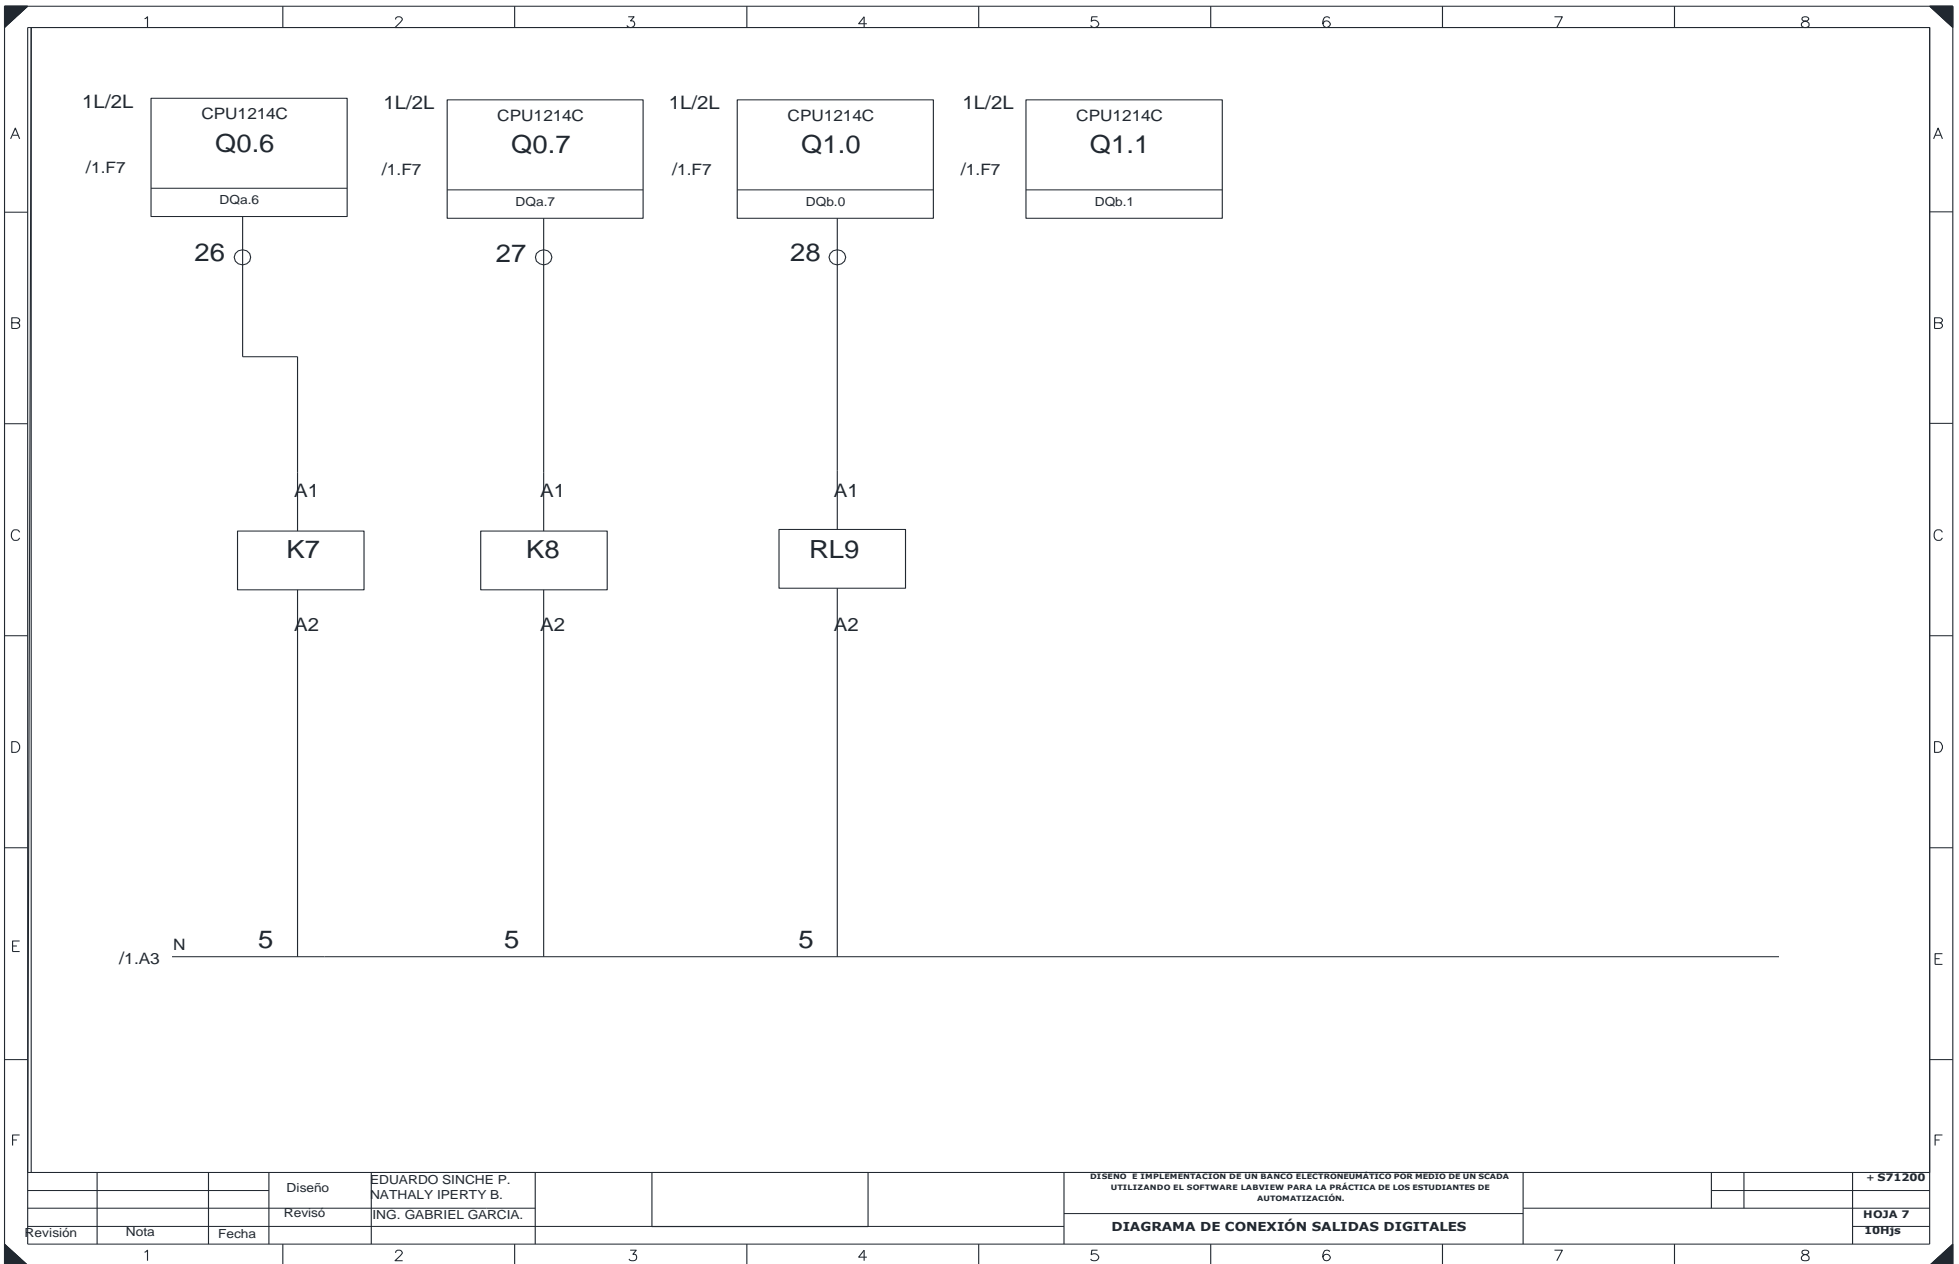 1 2 3 4 5 6 7 8
1L/2L CPU1214C 1L/2L CPU1214C 1L/2L CPU1214C 1L/2L CPU1214C
A Q0.6 Q0.7 Q1.0 Q1.1 A
/1.F7 /1.F7 /1.F7 /1.F7
DQa.6 DQa.7 DQb.0 DQb.1
26 27 28
B B
A1 A1 A1
C K7 K8 RL9 C
A2 A2 A2
D D
N 5 5 5
E /1.A3 E
F F
Diseño EDUARDO SINCHE P.
NATHALY IPERTY B.
Revisó ING. GABRIEL GARCIA.
Revisión Nota Fecha
DISEÑO E IMPLEMENTACIÓN DE UN BANCO ELECTRONEUMÁTICO POR MEDIO DE UN SCADA
UTILIZANDO EL SOFTWARE LABVIEW PARA LA PRÁCTICA DE LOS ESTUDIANTES DE
AUTOMATIZACIÓN.
DIAGRAMA DE CONEXIÓN SALIDAS DIGITALES
+ S71200
HOJA 7
10Hjs
1 2 3 4 5 6 7 8